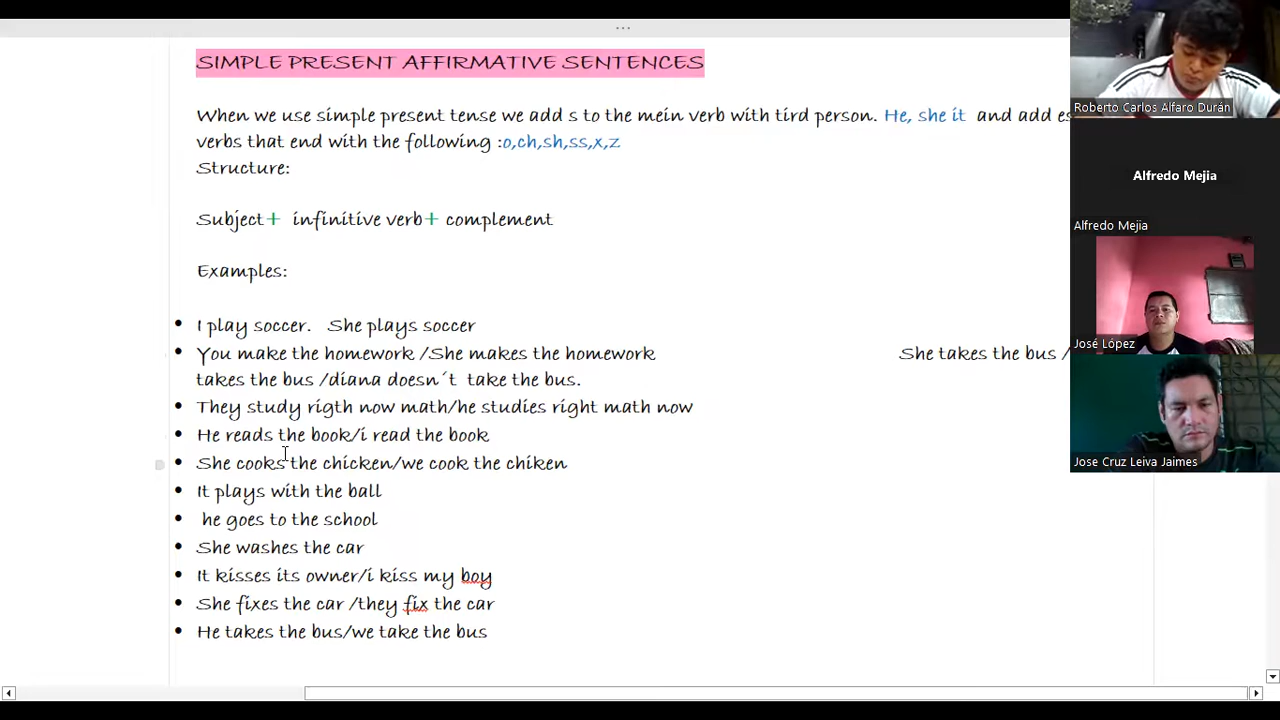 SIMPLE PRESENT AFFIRMATIVE SENTENCES
When we use simple present tense we add s to the mein verb with tird person. He, she it and add es
verbs that end with the following :o,ch,sh,ss,x,z
Structure:
Subject+ infinitive verb+ complement
Examples:
I play soccer. She plays soccer
You make the homework /She makes the homework She takes the bus /
takes the bus /diana doesn´t take the bus.
They study rigth now math/he studies right math now
He reads the book/i read the book
She cooks the chicken/we cook the chiken
It plays with the ball
he goes to the school
She washes the car
It kisses its owner/i kiss my boy
She fixes the car /they fix the car
He takes the bus/we take the bus
Roberto Carlos Alfaro Durán
Alfredo Mejia
Alfredo Mejia
José López
Jose Cruz Leiva Jaimes